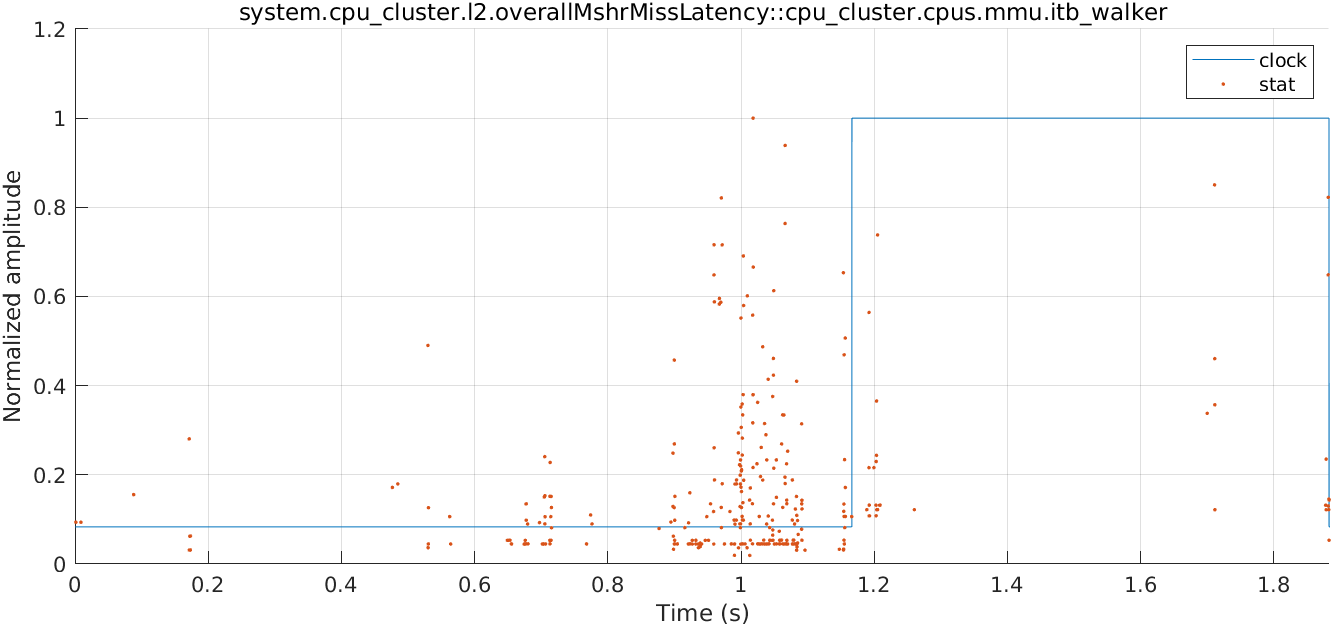 system.cpu_cluster.l2.overallMshrMissLatency::cpu_cluster.cpus.mmu.itb_walker
1.2
1
0.8
0.6
0.4
0.2
0
Normalized amplitude
clock
stat
0 0.2 0.4 0.6 0.8 1 1.2 1.4 1.6 1.8
Time (s)